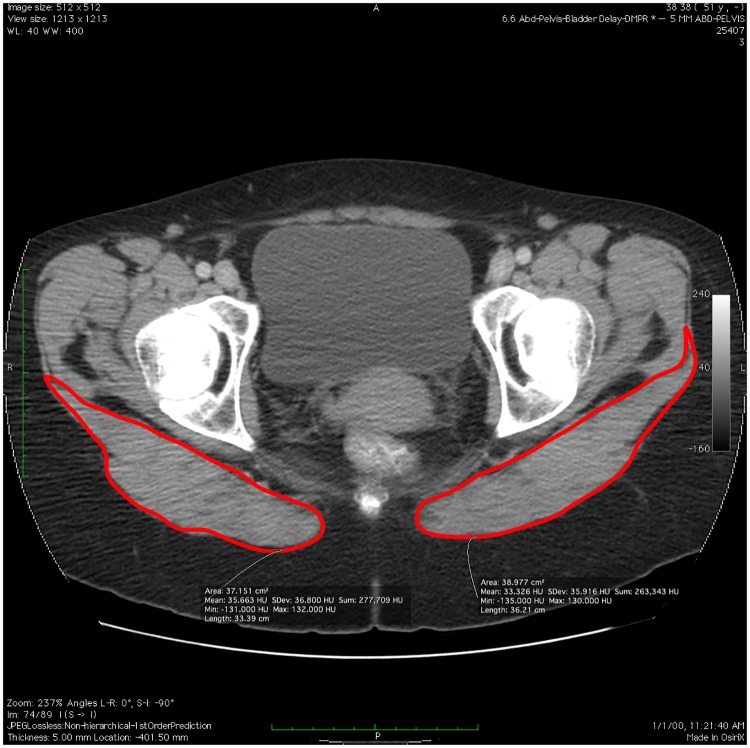 Image size: 512 x 512
View size: 1213 x 1213
WL: 40 WW: 400
A
38 38 ( 51 y , -)
6.6 Abd-Pelvis-Bladder Delay-DMPR * — 5 MM ABD-PELVIS
25407
3
240
R
40
L
-160
Area: 37.151 cm²
Mean: 35.663 HU SDev: 36.800 HU Sum: 277,709 HU
Min: -131.000 HU Max: 132.000 HU
Length: 33.39 cm
Area: 38.977 cm²
Mean: 33.326 HU SDev: 35.916 HU Sum: 263,343 HU
Min: -135.000 HU Max: 130.000 HU
Length: 36.21 cm
Zoom: 237% Angles L-R: 0°, S-I: -90°
Im: 74/89 I (S -> I)
JPEGLossless:Non-hierarchical-1stOrderPrediction
Thickness: 5.00 mm Location: -401.50 mm
P
1/1/00, 11:21:40 AM
Made In OsiriX